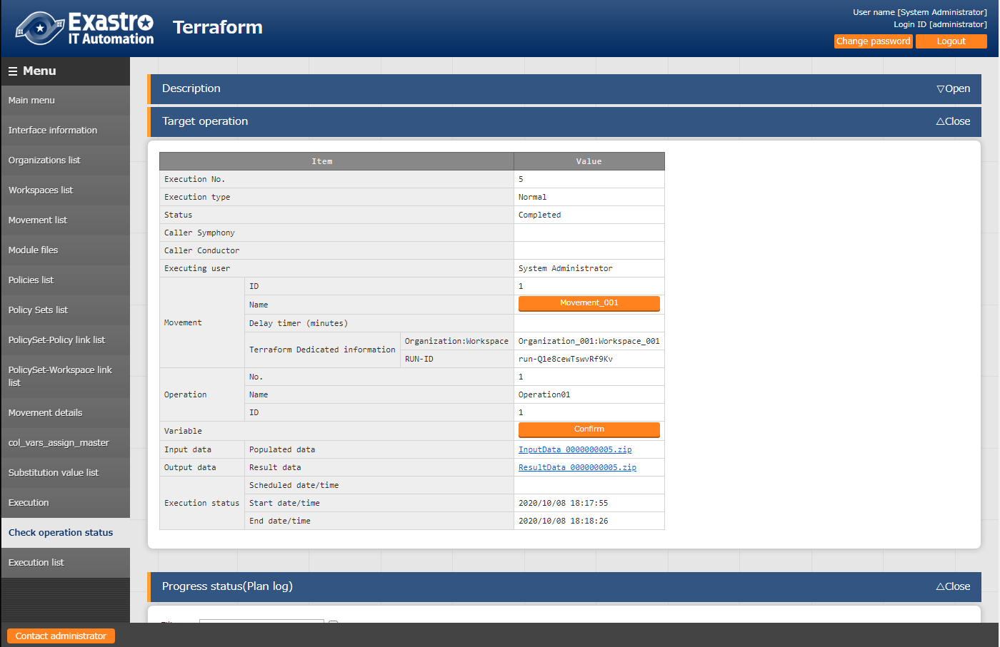 Exastro
IT Automation
Terraform
User name [System Administrator]
Login ID [administrator]
Change password
Logout
☰ Menu
Main menu
Interface information
Organizations list
Workspaces list
Movement list
Module files
Policies list
Policy Sets list
PolicySet-Policy link list
PolicySet-Workspace link
list
Movement details
col_vars_assign_master
Substitution value list
Execution
Check operation status
Execution list
Contact administrator
Description
▽Open
Target operation
△Close
Item Value
Execution No. 5
Execution type Normal
Status Completed
Caller Symphony
Caller Conductor
Executing user System Administrator
Movement
ID 1
Name Movement_001
Delay timer (minutes)
Terraform Dedicated information
Organization:Workspace Organization_001:Workspace_001
RUN-ID run-Q1e8cewTswvRf9Kv
Operation
No. 1
Name Operation01
ID 1
Variable Confirm
Input data Populated data InputData_0000000005.zip
Output data Result data ResultData_0000000005.zip
Execution status
Scheduled date/time
Start date/time 2020/10/08 18:17:55
End date/time 2020/10/08 18:18:26
Progress status(Plan log)
△Close